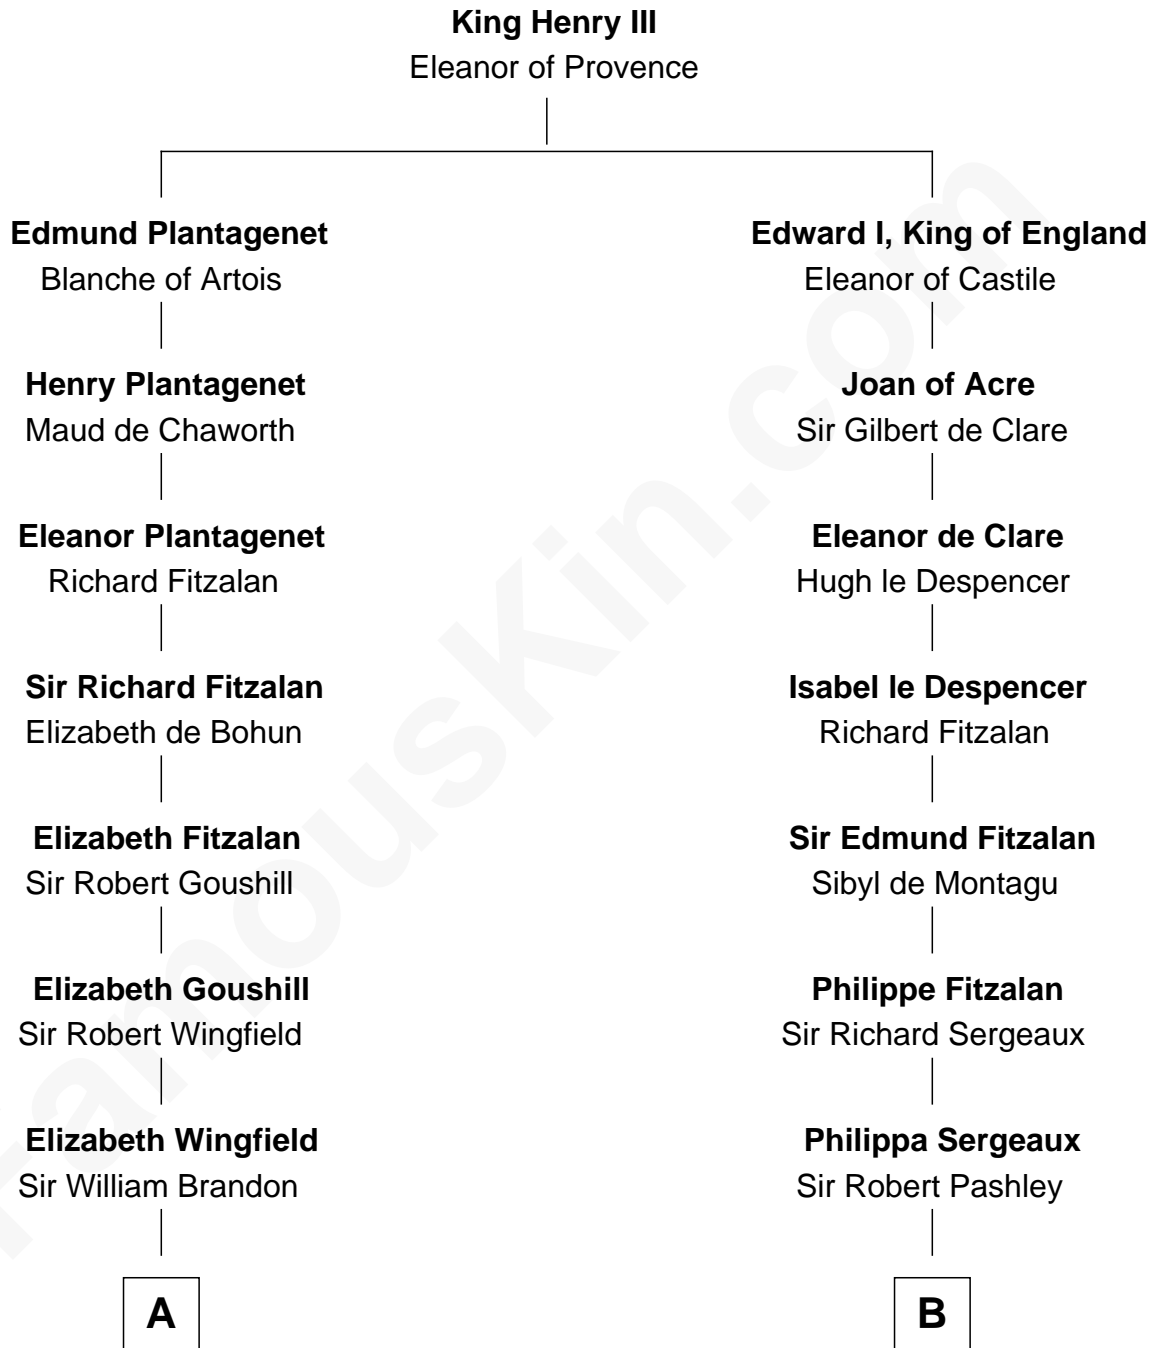 King Henry III
Eleanor of Provence
Edmund Plantagenet
Blanche of Artois
Edward I, King of England
Eleanor of Castile
Henry Plantagenet
Maud de Chaworth
Joan of Acre
Sir Gilbert de Clare
Eleanor Plantagenet
Richard Fitzalan
Eleanor de Clare
Hugh le Despencer
Sir Richard Fitzalan
Elizabeth de Bohun
Isabel le Despencer
Richard Fitzalan
Elizabeth Fitzalan
Sir Robert Goushill
Sir Edmund Fitzalan
Sibyl de Montagu
Elizabeth Goushill
Sir Robert Wingfield
Philippe Fitzalan
Sir Richard Sergeaux
Elizabeth Wingfield
Sir William Brandon
Philippa Sergeaux
Sir Robert Pashley
A
B
FamousKin.com